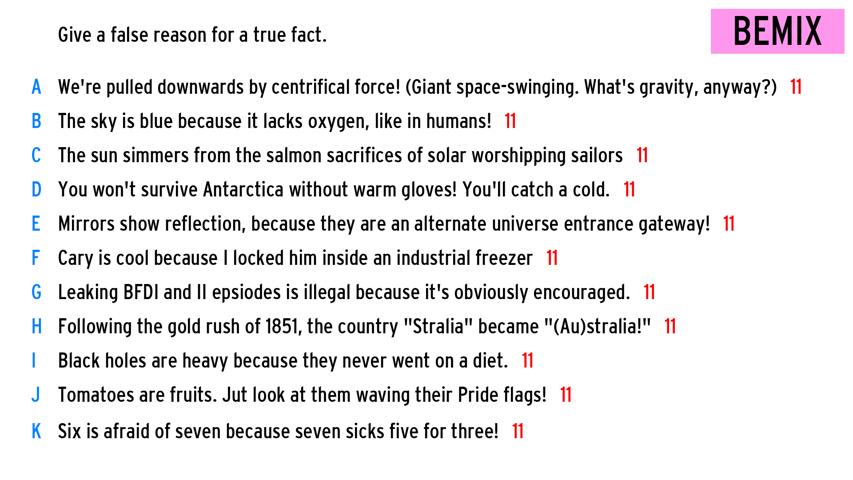 Give a false reason for a true fact.
BEMIX
A We're pulled downwards by centrifical force! (Giant space-swinging. What's gravity, anyway?) 11
B The sky is blue because it lacks oxygen, like in humans! 11
C The sun simmers from the salmon sacrifices of solar worshipping sailors 11
D You won't survive Antarctica without warm gloves! You'll catch a cold. 11
E Mirrors show reflection, because they are an alternate universe entrance gateway! 11
F Cary is cool because I locked him inside an industrial freezer 11
G Leaking BFDI and II epsiodes is illegal because it's obviously encouraged. 11
H Following the gold rush of 1851, the country "Stralia" became "(Au)stralia!" 11
I Black holes are heavy because they never went on a diet. 11
J Tomatoes are fruits. Jut look at them waving their Pride flags! 11
K Six is afraid of seven because seven sicks five for three! 11